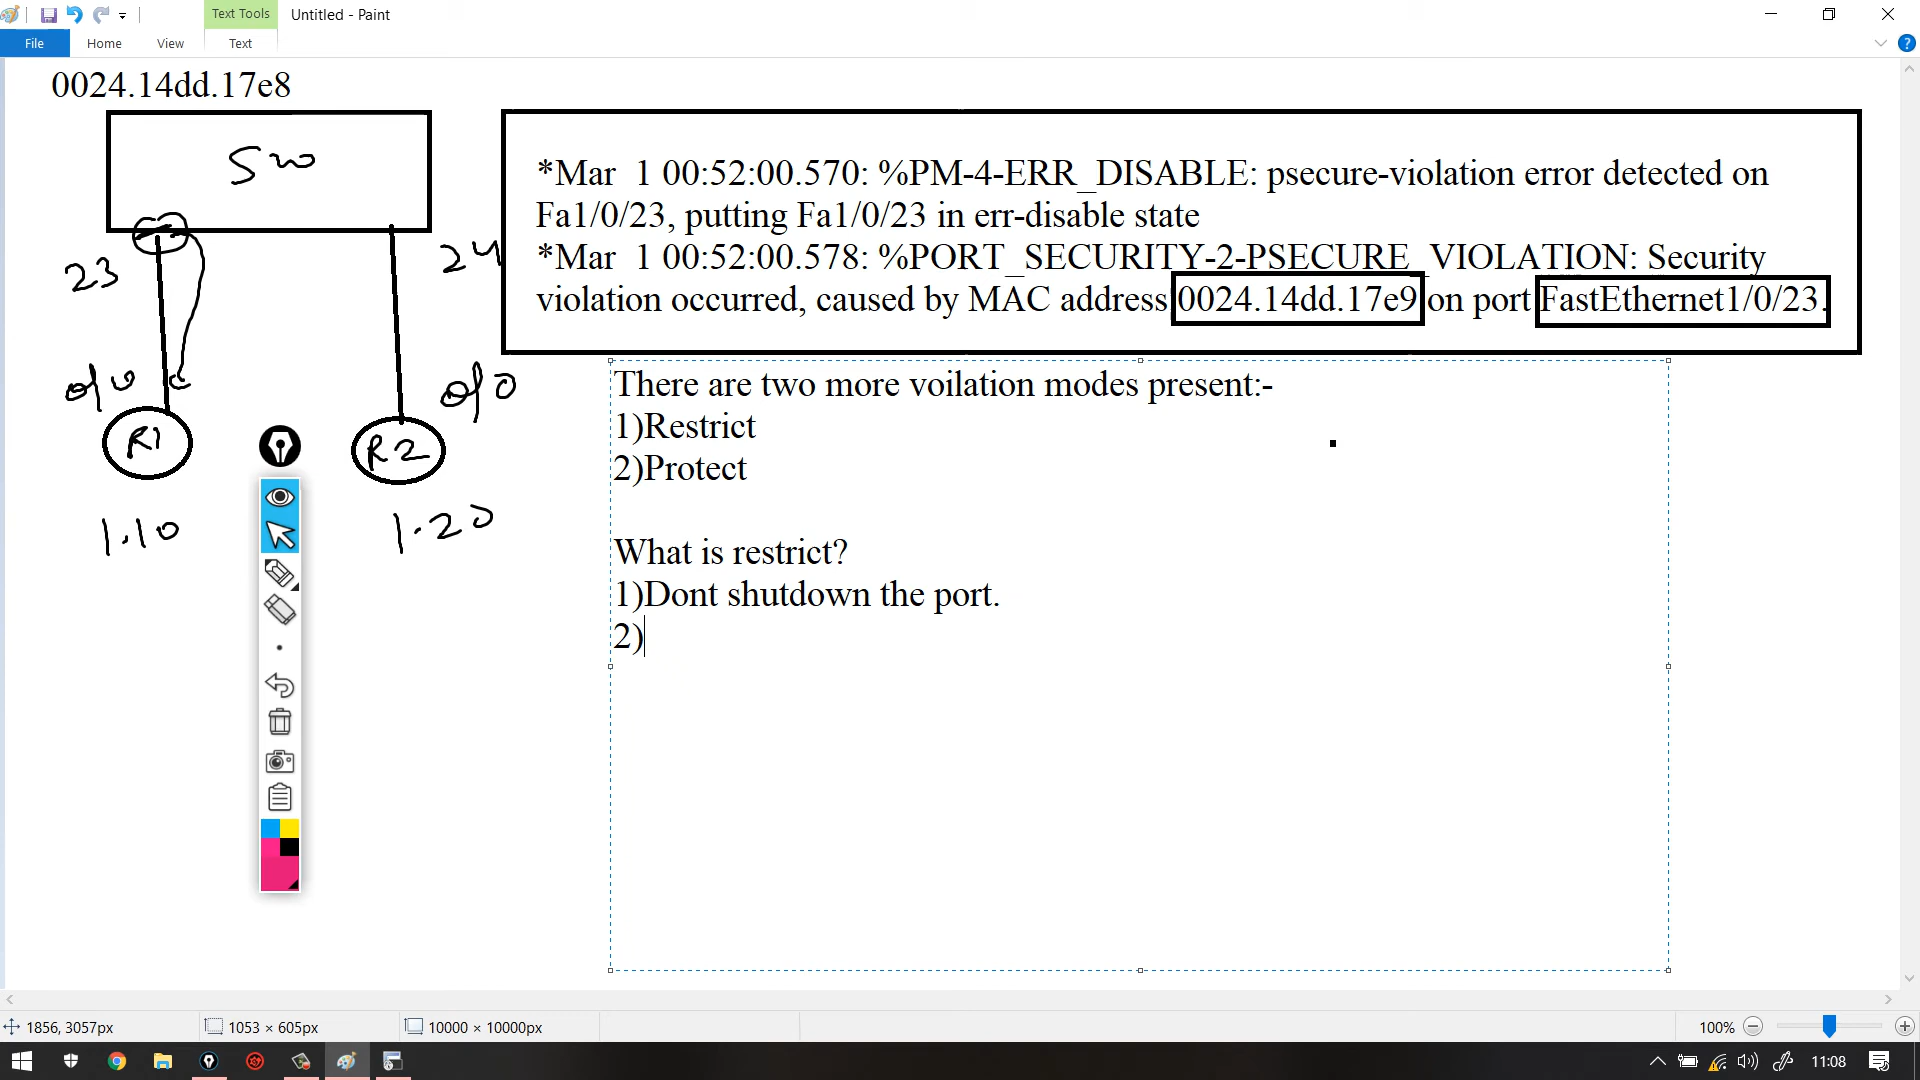 Text Tools
Untitled - Paint
File
Home
View
Text
0024.14dd.17e8
SW
23
24
0/0
0/0
R1
R2
1.10
1.20
*Mar  1 00:52:00.570: %PM-4-ERR_DISABLE: psecure-violation error detected on
Fa1/0/23, putting Fa1/0/23 in err-disable state
*Mar  1 00:52:00.578: %PORT_SECURITY-2-PSECURE_VIOLATION: Security
violation occurred, caused by MAC address 0024.14dd.17e9 on port FastEthernet1/0/23.
There are two more voilation modes present:-
1)Restrict
2)Protect
What is restrict?
1)Dont shutdown the port.
2)
1856, 3057px
1053 × 605px
10000 × 10000px
100%
11:08